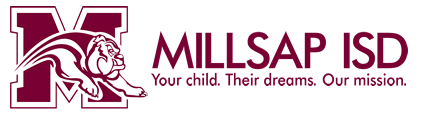 M
MILLSAP ISD
Your child. Their dreams. Our mission.